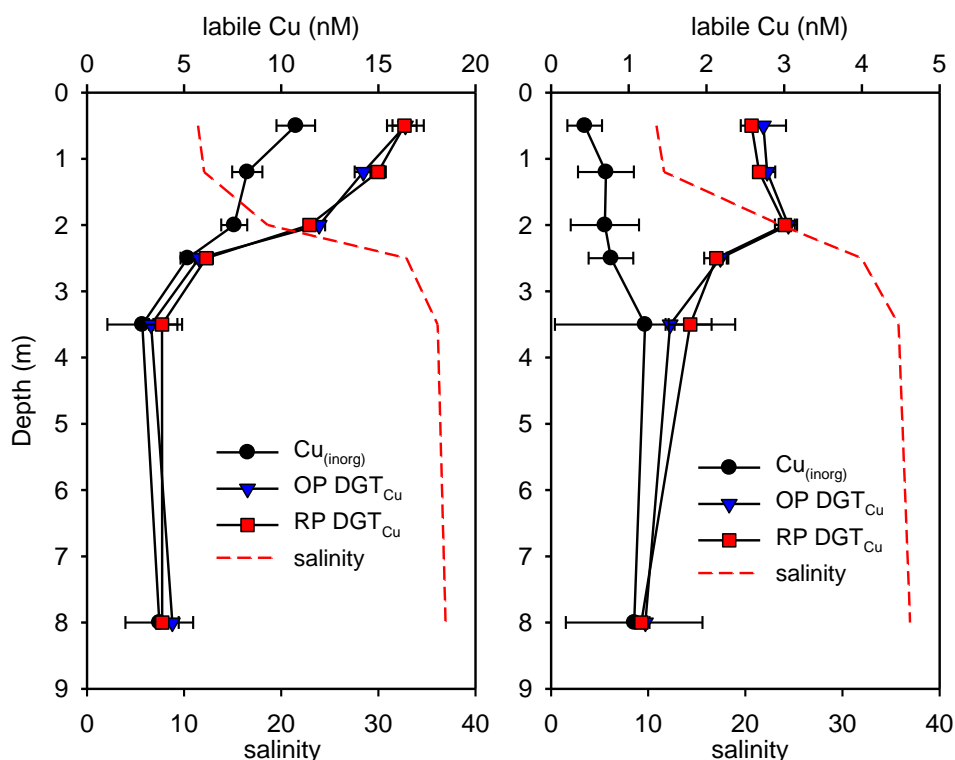 labile Cu (nM)
0 5 10 15 20
labile Cu (nM)
0 1 2 3 4 5
Depth (m)
0
1
2
3
4
5
6
7
8
9
0
1
2
3
4
5
6
7
8
9
Cu(inorg)
OP DGTCu
RP DGTCu
salinity
Cu(inorg)
OP DGTCu
RP DGTCu
salinity
0 10 20 30 40
salinity
0 10 20 30 40
salinity